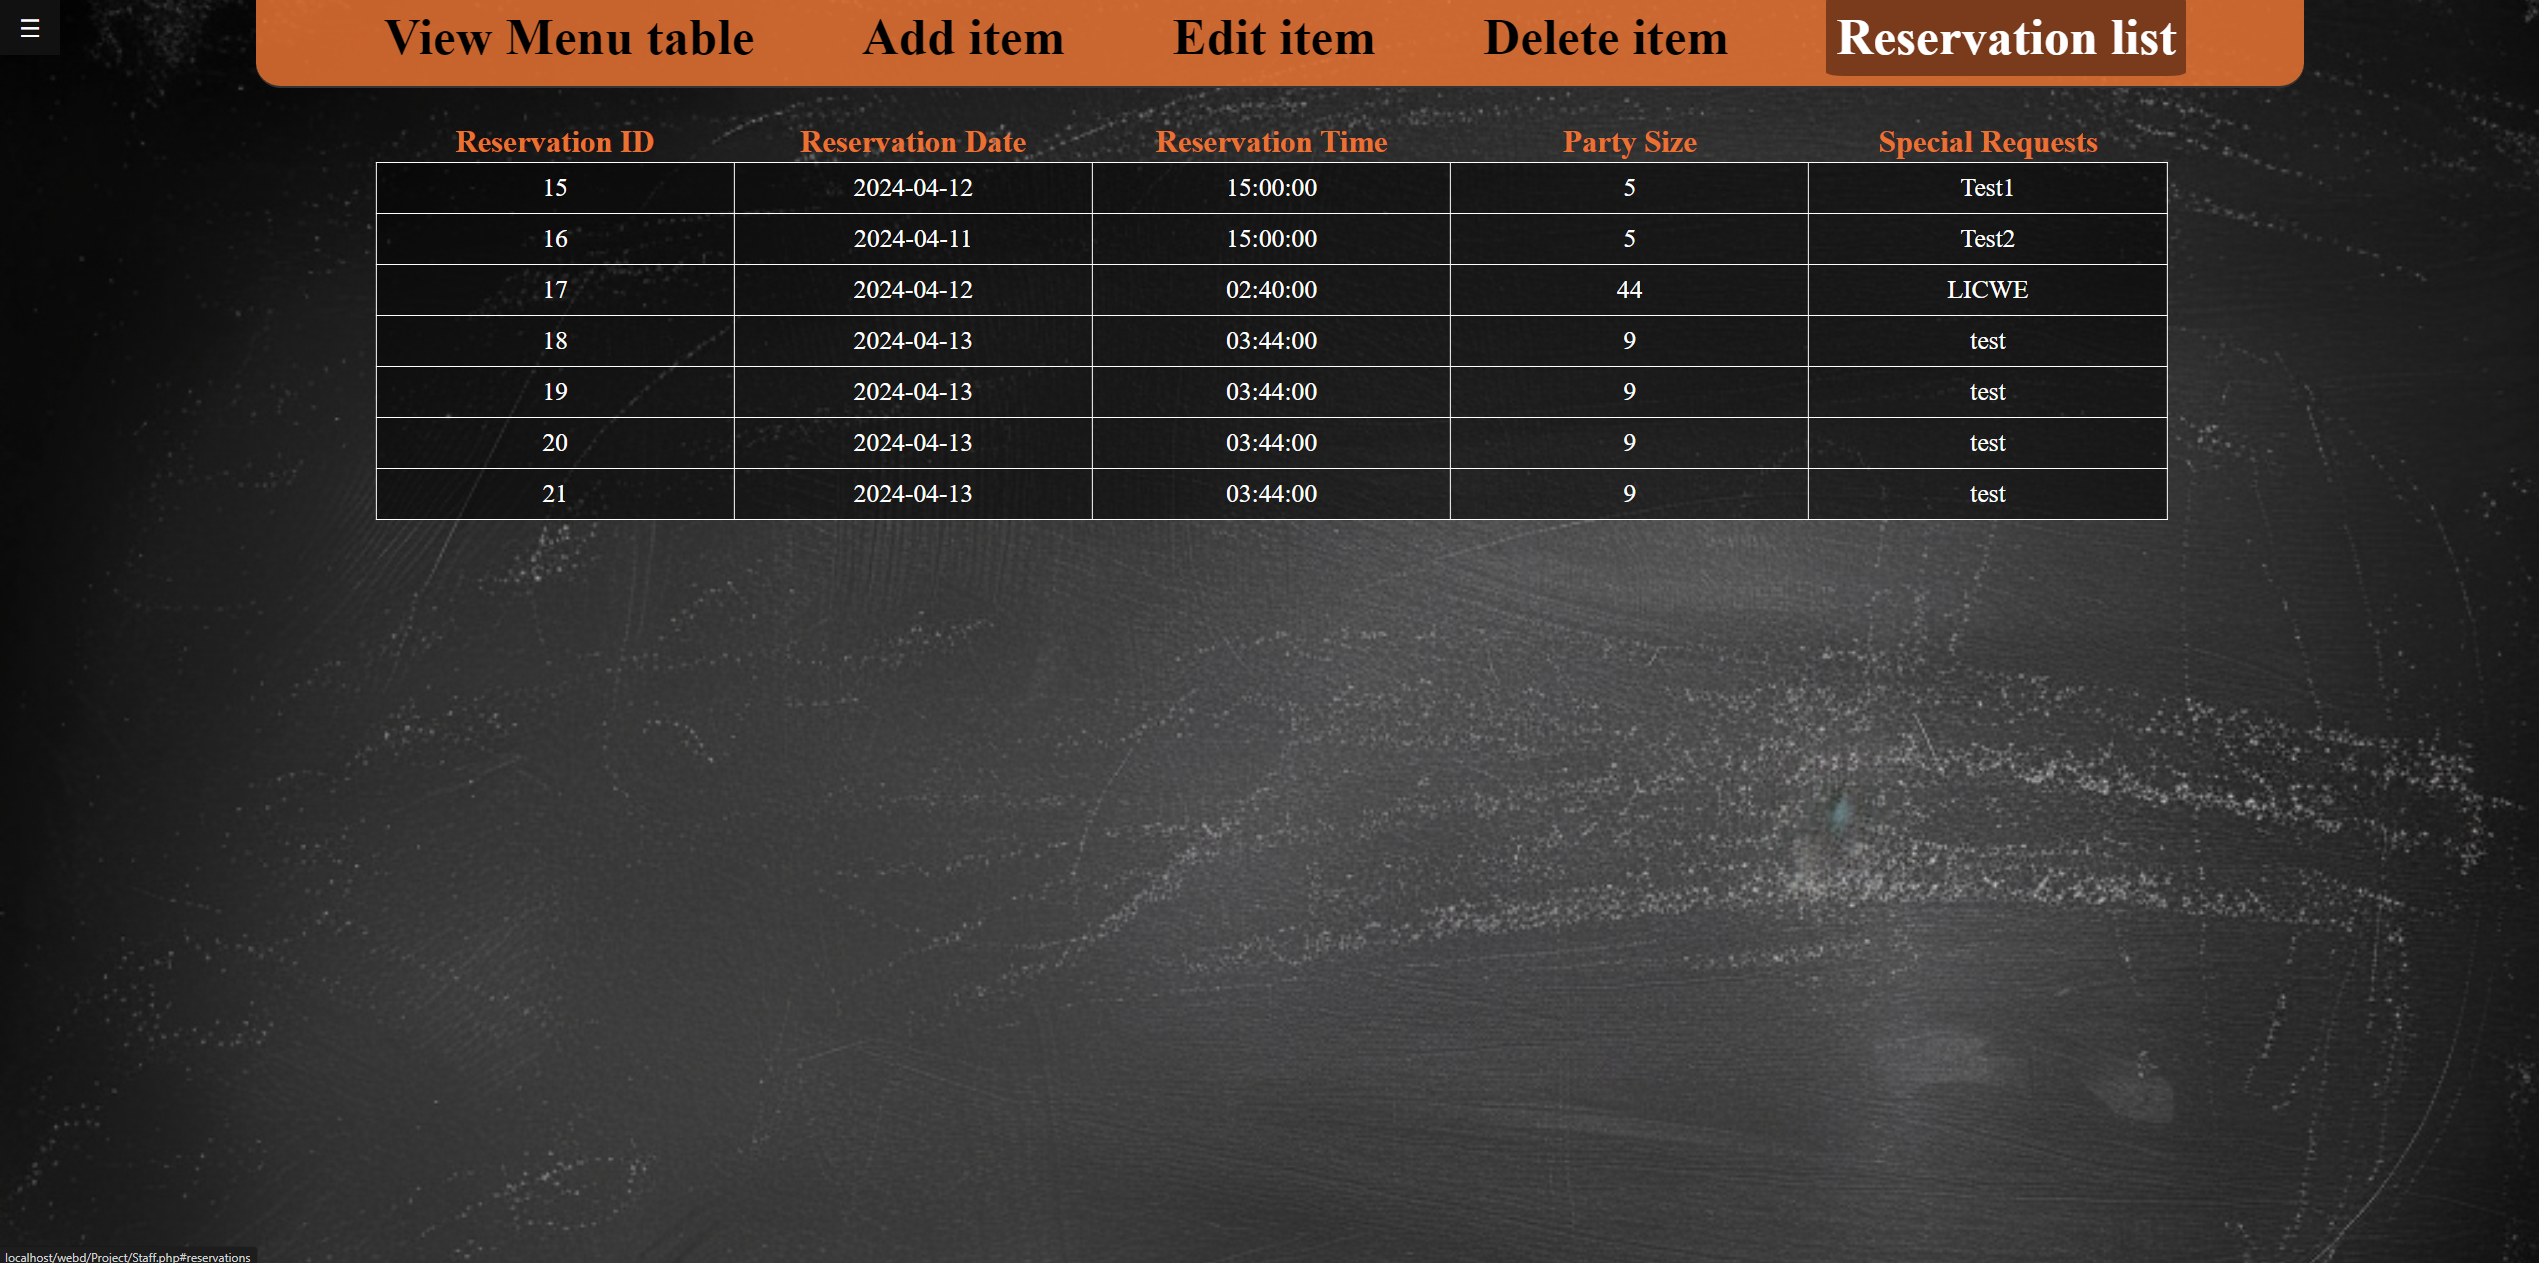 ☰ View Menu table Add item Edit item Delete item Reservation list
Reservation ID Reservation Date Reservation Time Party Size Special Requests
15 2024-04-12 15:00:00 5 Test1
16 2024-04-11 15:00:00 5 Test2
17 2024-04-12 02:40:00 44 LICWE
18 2024-04-13 03:44:00 9 test
19 2024-04-13 03:44:00 9 test
20 2024-04-13 03:44:00 9 test
21 2024-04-13 03:44:00 9 test
localhost/webd/Project/Staff.php#reservations